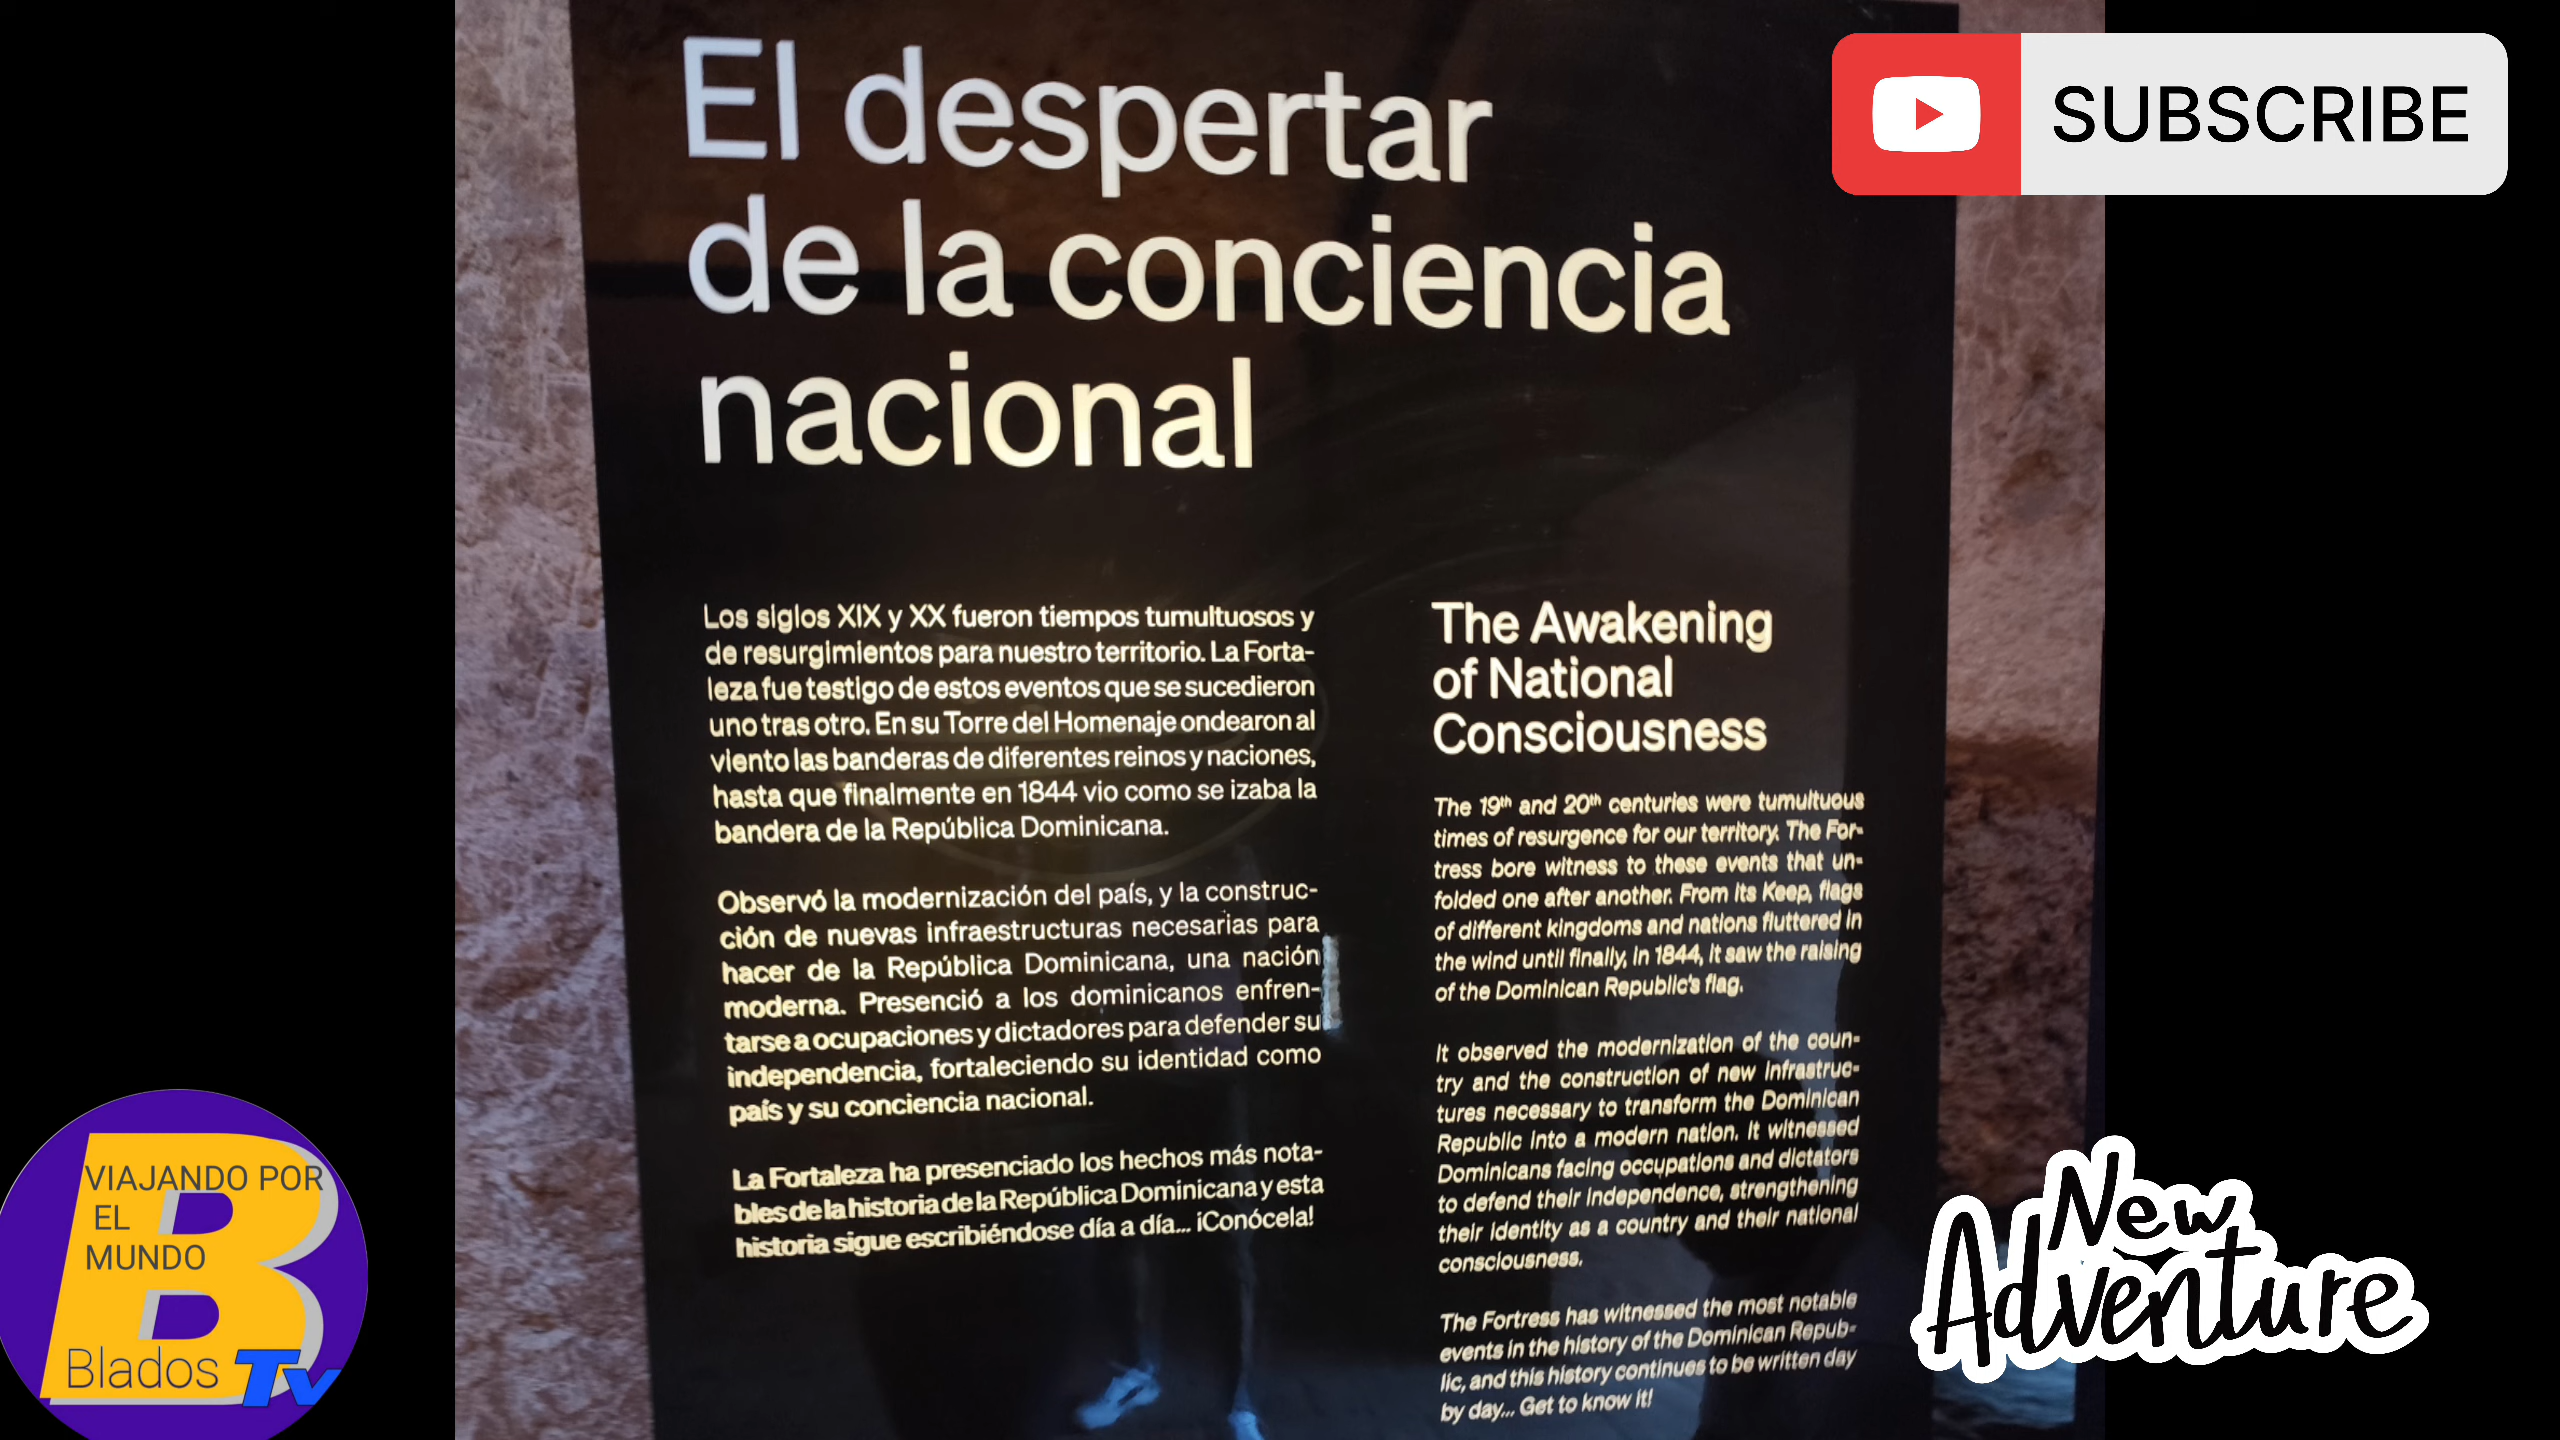 El despertar
de la conciencia
nacional
Los siglos XIX y XX fueron tiempos tumultuosos y
de resurgimientos para nuestro territorio. La Forta-
leza fue testigo de estos eventos que se sucedieron
uno tras otro. En su Torre del Homenaje ondearon al
viento las banderas de diferentes reinos y naciones,
hasta que finalmente en 1844 vio como se izaba la
bandera de la República Dominicana.
Observó la modernización del país, y la construc-
ción de nuevas infraestructuras necesarias para
hacer de la República Dominicana, una nación
moderna. Presenció a los dominicanos enfren-
tarse a ocupaciones y dictadores para defender su
independencia, fortaleciendo su identidad como
país y su conciencia nacional.
La Fortaleza ha presenciado los hechos más nota-
bles de la historia de la República Dominicana y esta
historia sigue escribiéndose día a día... ¡Conócela!
The Awakening
of National
Consciousness
The 19th and 20th centuries were tumultuous
times of resurgence for our territory. The For-
tress bore witness to these events that un-
folded one after another. From its Keep, flags
of different kingdoms and nations fluttered in
the wind until finally, in 1844, it saw the raising
of the Dominican Republic's flag.
It observed the modernization of the coun-
try and the construction of new infrastruc-
tures necessary to transform the Dominican
Republic into a modern nation. It witnessed
Dominicans facing occupations and dictators
to defend their independence, strengthening
their identity as a country and their national
consciousness.
The Fortress has witnessed the most notable
events in the history of the Dominican Repub-
lic, and this history continues to be written day
by day... Get to know it!
SUBSCRIBE
VIAJANDO POR
EL
MUNDO
B
Blados Tv
New
Adventure